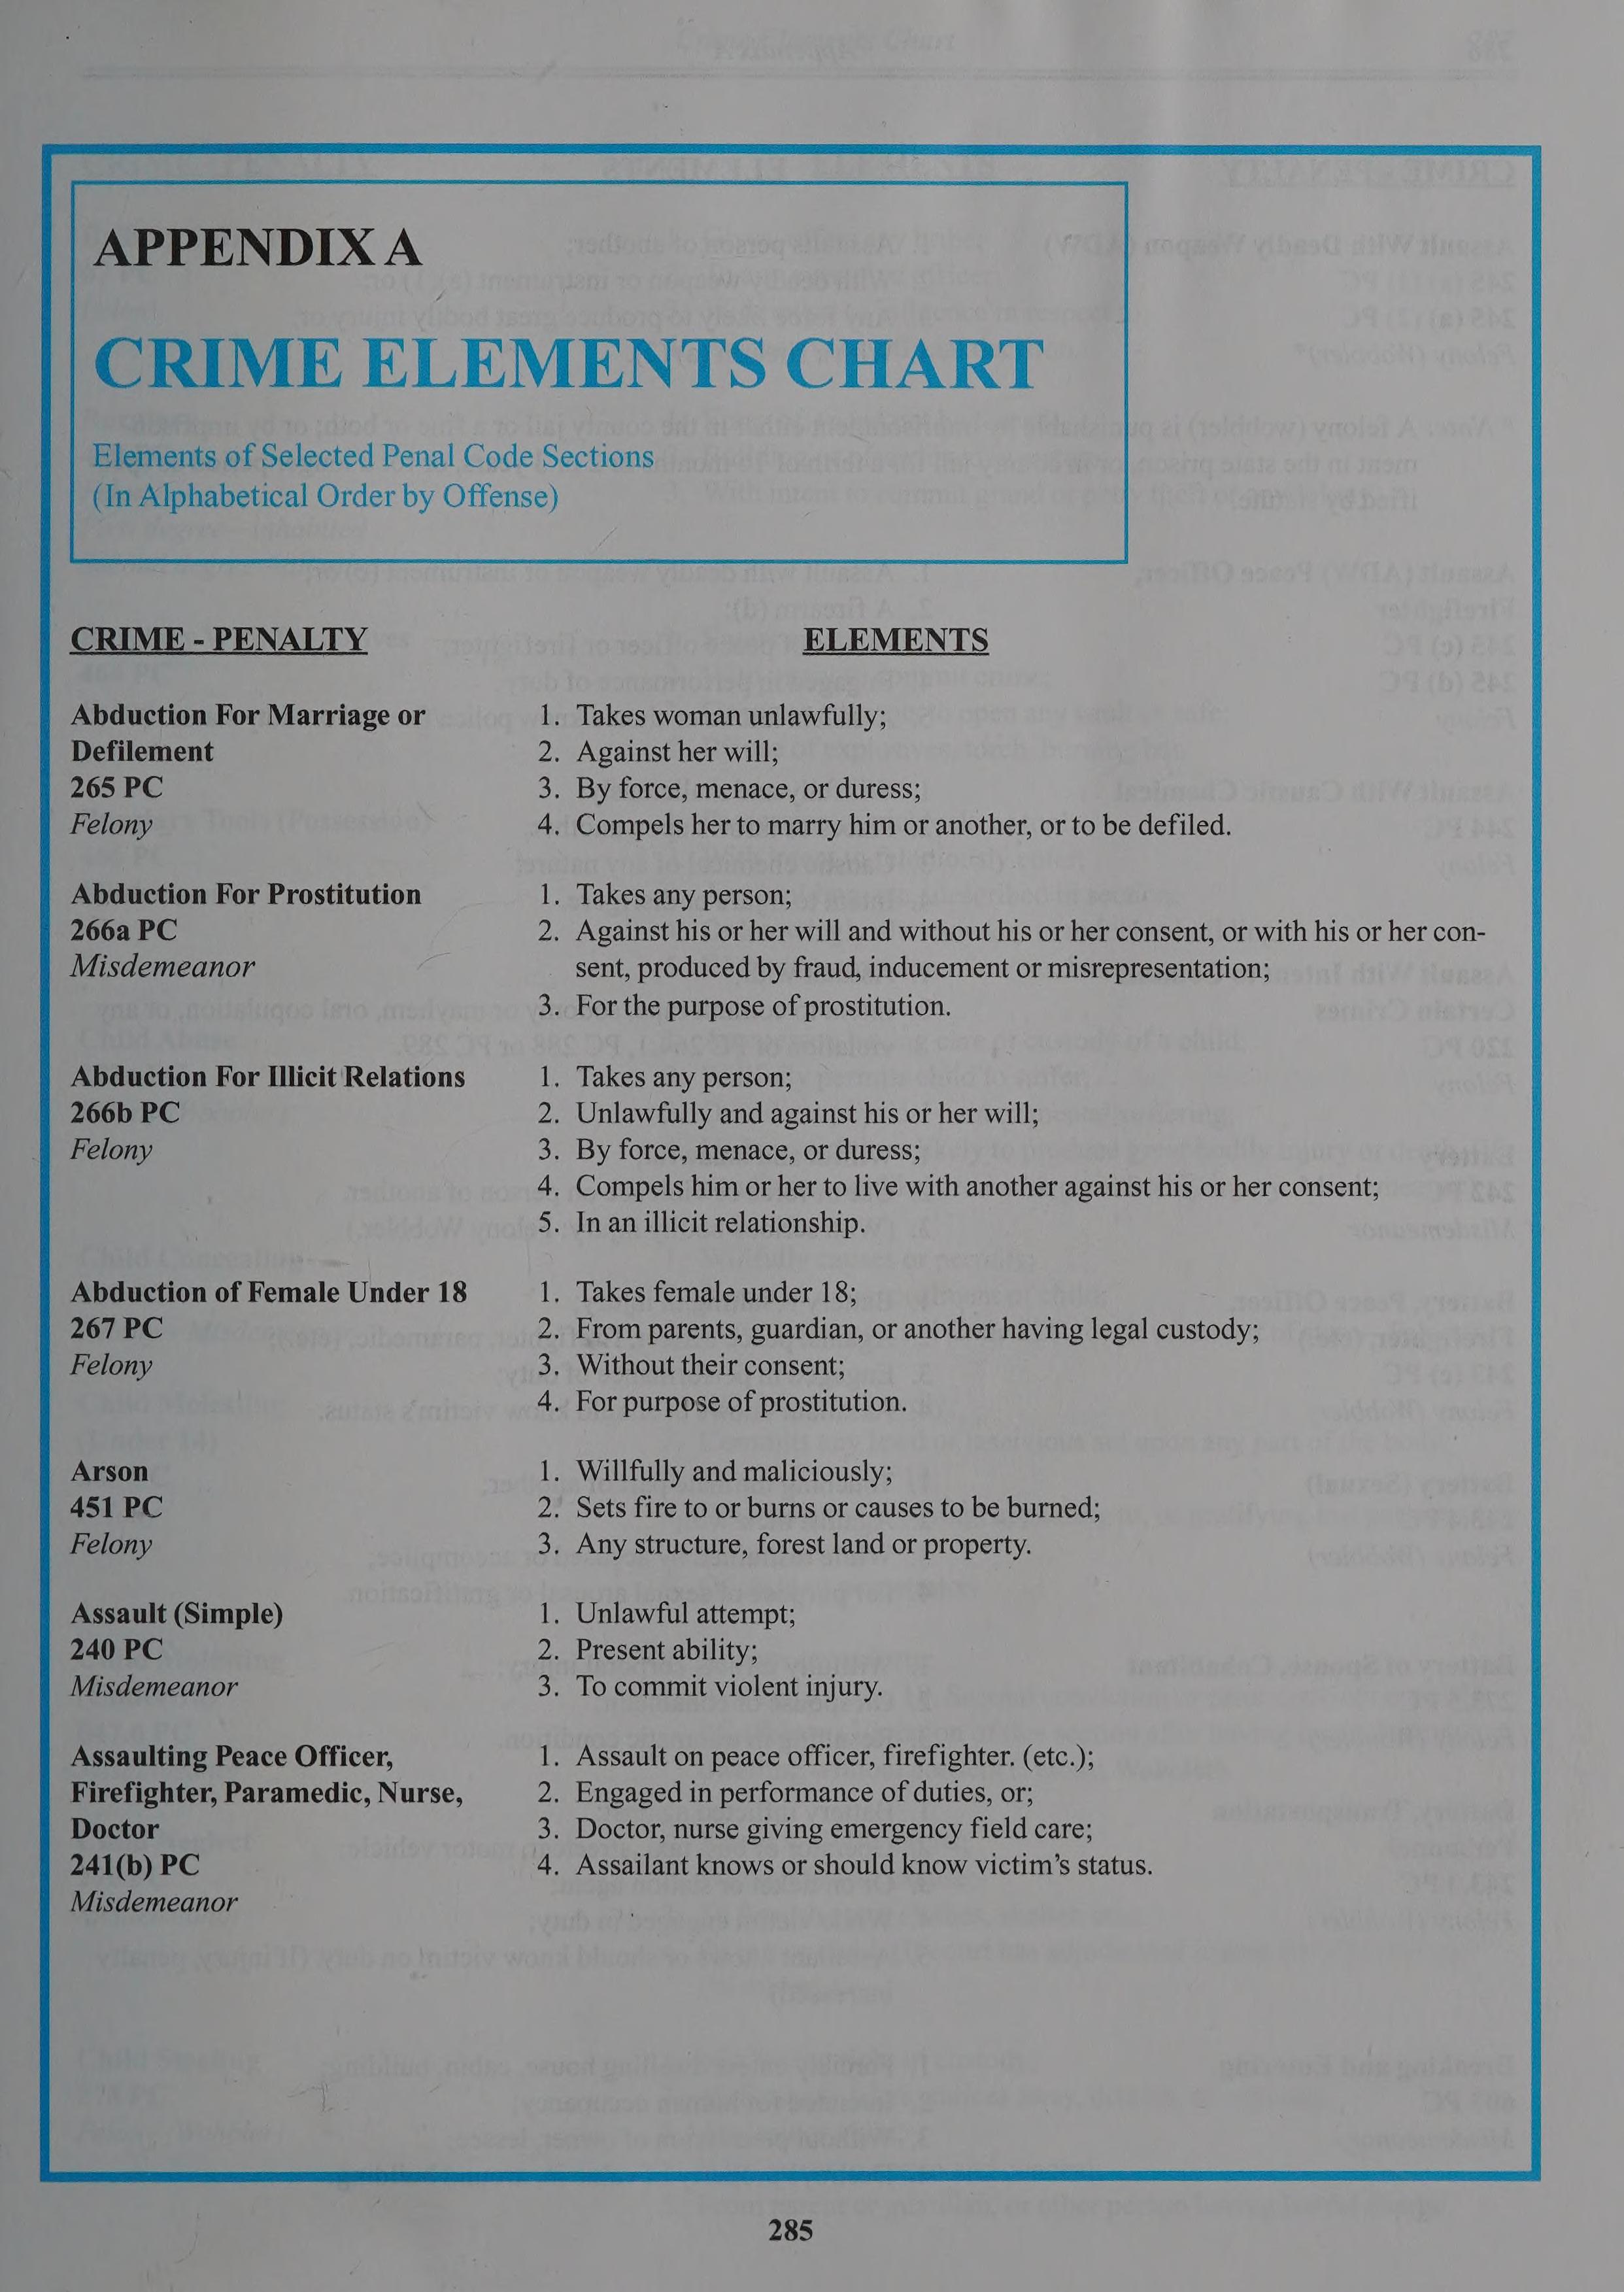 APPENDIX A
CRIME ELEMENTS CHART
Elements of Selected Penal Code Sections
(In Alphabetical Order by Offense)
CRIME - PENALTY
ELEMENTS
Abduction For Marriage or
Defilement
265 PC
Felony
1. Takes woman unlawfully;
2. Against her will;
3. By force, menace, or duress;
4. Compels her to marry him or another, or to be defiled.
Abduction For Prostitution
266a PC
Misdemeanor
1. Takes any person;
2. Against his or her will and without his or her consent, or with his or her con-
sent, produced by fraud, inducement or misrepresentation;
3. For the purpose of prostitution.
Abduction For Illicit Relations
266b PC
Felony
1. Takes any person;
2. Unlawfully and against his or her will;
3. By force, menace, or duress;
4. Compels him or her to live with another against his or her consent;
5. In an illicit relationship.
Abduction of Female Under 18
267 PC
Felony
1. Takes female under 18;
2. From parents, guardian, or another having legal custody;
3. Without their consent;
4. For purpose of prostitution.
Arson
451 PC
Felony
1. Willfully and maliciously;
2. Sets fire to or burns or causes to be burned;
3. Any structure, forest land or property.
Assault (Simple)
240 PC
Misdemeanor
1. Unlawful attempt;
2. Present ability;
3. To commit violent injury.
Assaulting Peace Officer,
Firefighter, Paramedic, Nurse,
Doctor
241(b) PC
Misdemeanor
1. Assault on peace officer, firefighter. (etc.);
2. Engaged in performance of duties, or;
3. Doctor, nurse giving emergency field care;
4. Assailant knows or should know victim's status.
285